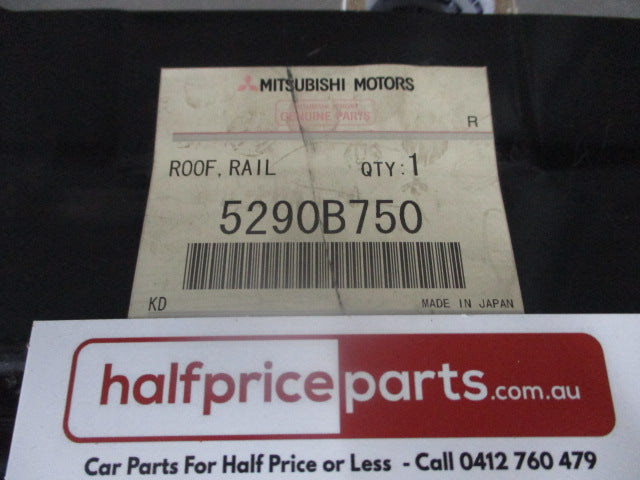 MITSUBISHI MOTORS
GENUINE PARTS
R
ROOF, RAIL QTY:1
5290B750
KD MADE IN JAPAN
halfpriceparts.com.au
Car Parts For Half Price or Less - Call 0412 760 479